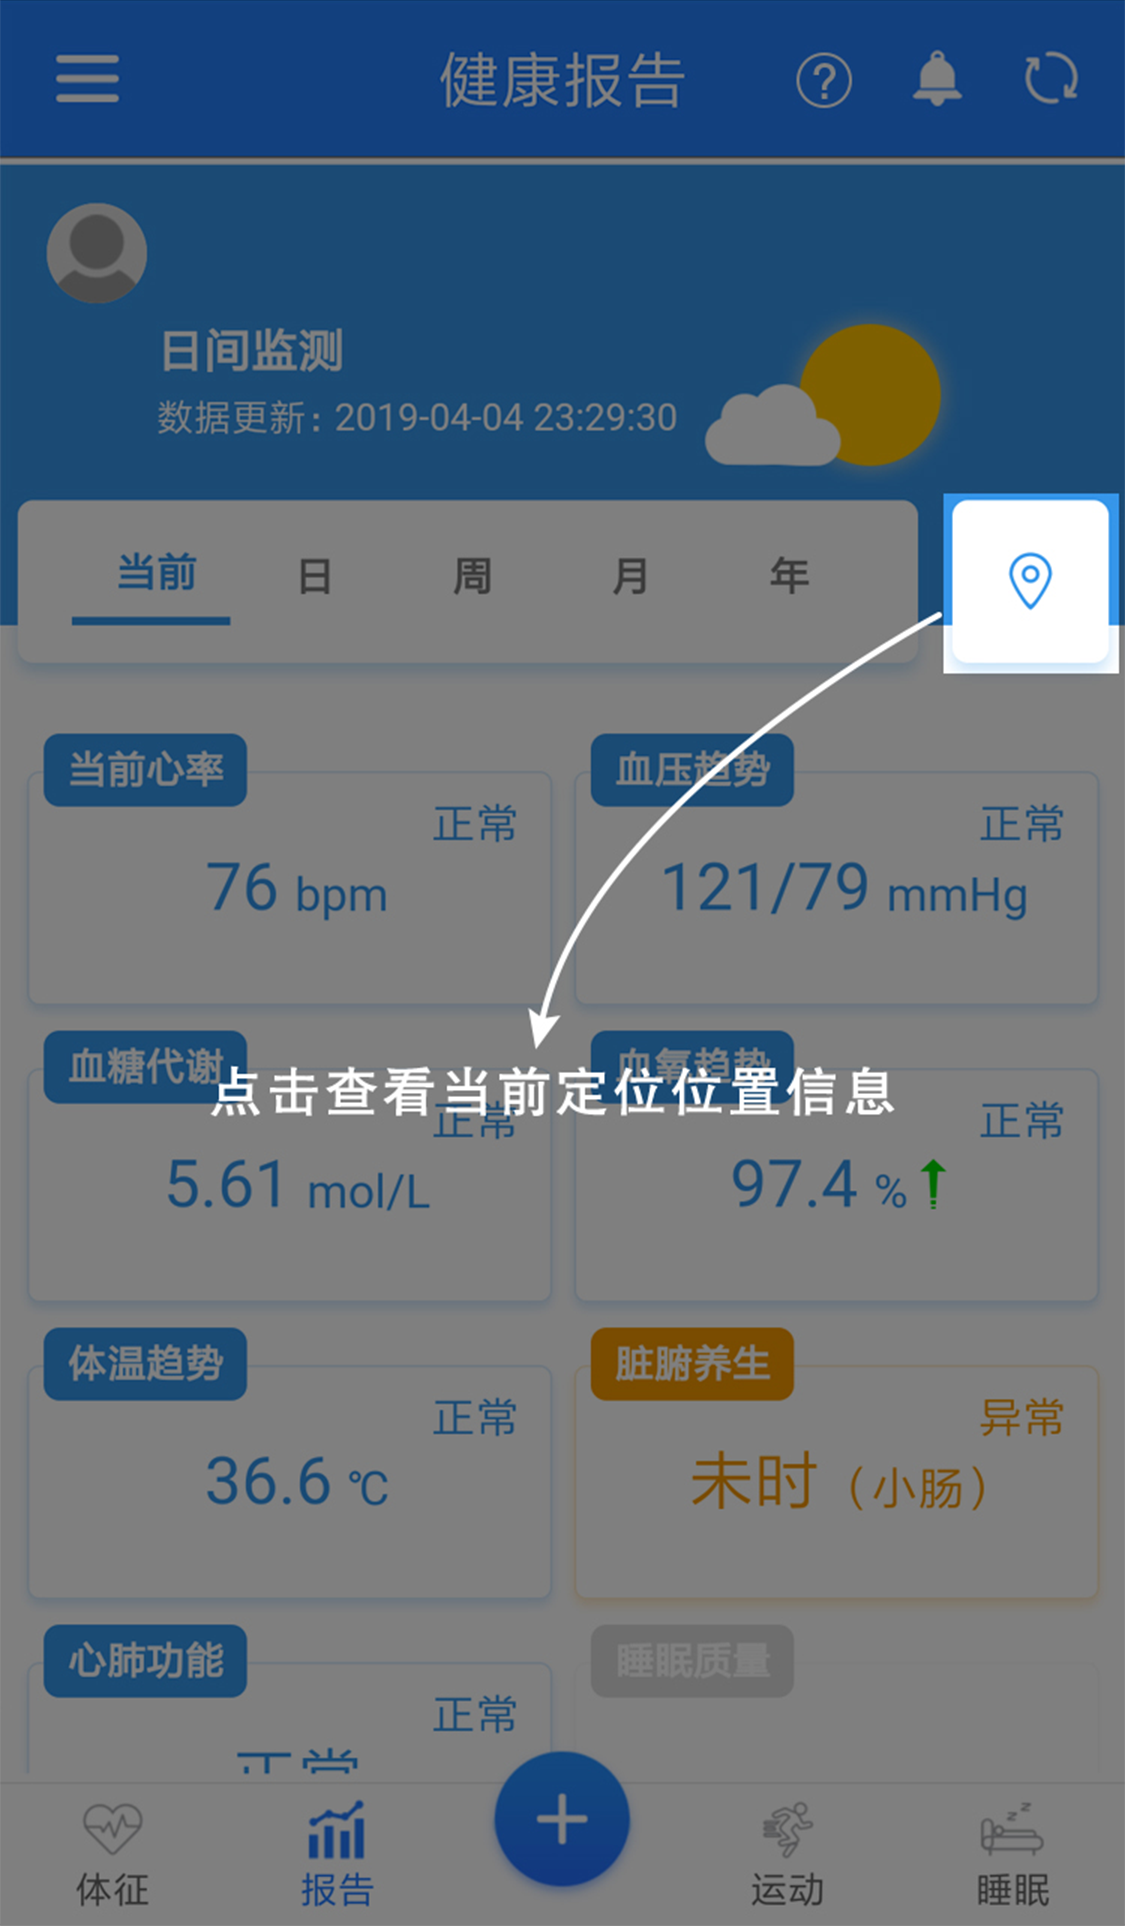 健康报告
日间监测
数据更新：2019-04-04 23:29:30
当前 日 周 月 年
当前心率
正常
76 bpm
血压趋势
正常
121/79 mmHg
点击查看当前定位位置信息
血糖代谢
正常
5.61 mol/L
血氧趋势
正常
97.4 %
体温趋势
正常
36.6 ℃
脏腑养生
异常
未时（小肠）
心肺功能
正常
正常
睡眠质量
体征 报告 运动 睡眠